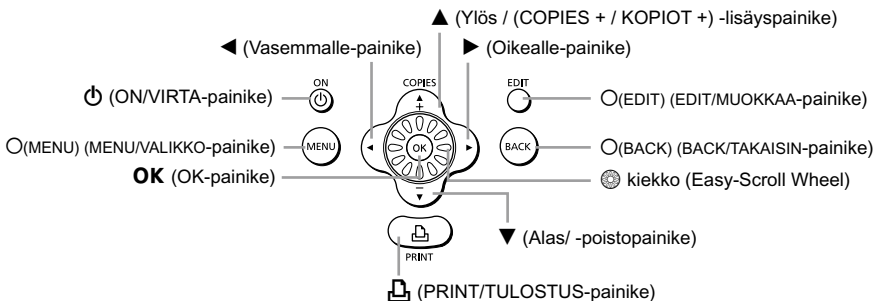 ▲ (Ylös / (COPIES + / KOPIOT +) -lisäyspainike)
◀ (Vasemmalle-painike)
▶ (Oikealle-painike)
ON
COPIES
EDIT
+
(ON/VIRTA-painike)
(EDIT) (EDIT/MUOKKAA-painike)
(MENU) (MENU/VALIKKO-painike)
MENU
OK
BACK
(BACK) (BACK/TAKAISIN-painike)
OK (OK-painike)
kiekko (Easy-Scroll Wheel)
–
▼ (Alas/ -poistopainike)
PRINT
(PRINT/TULOSTUS-painike)